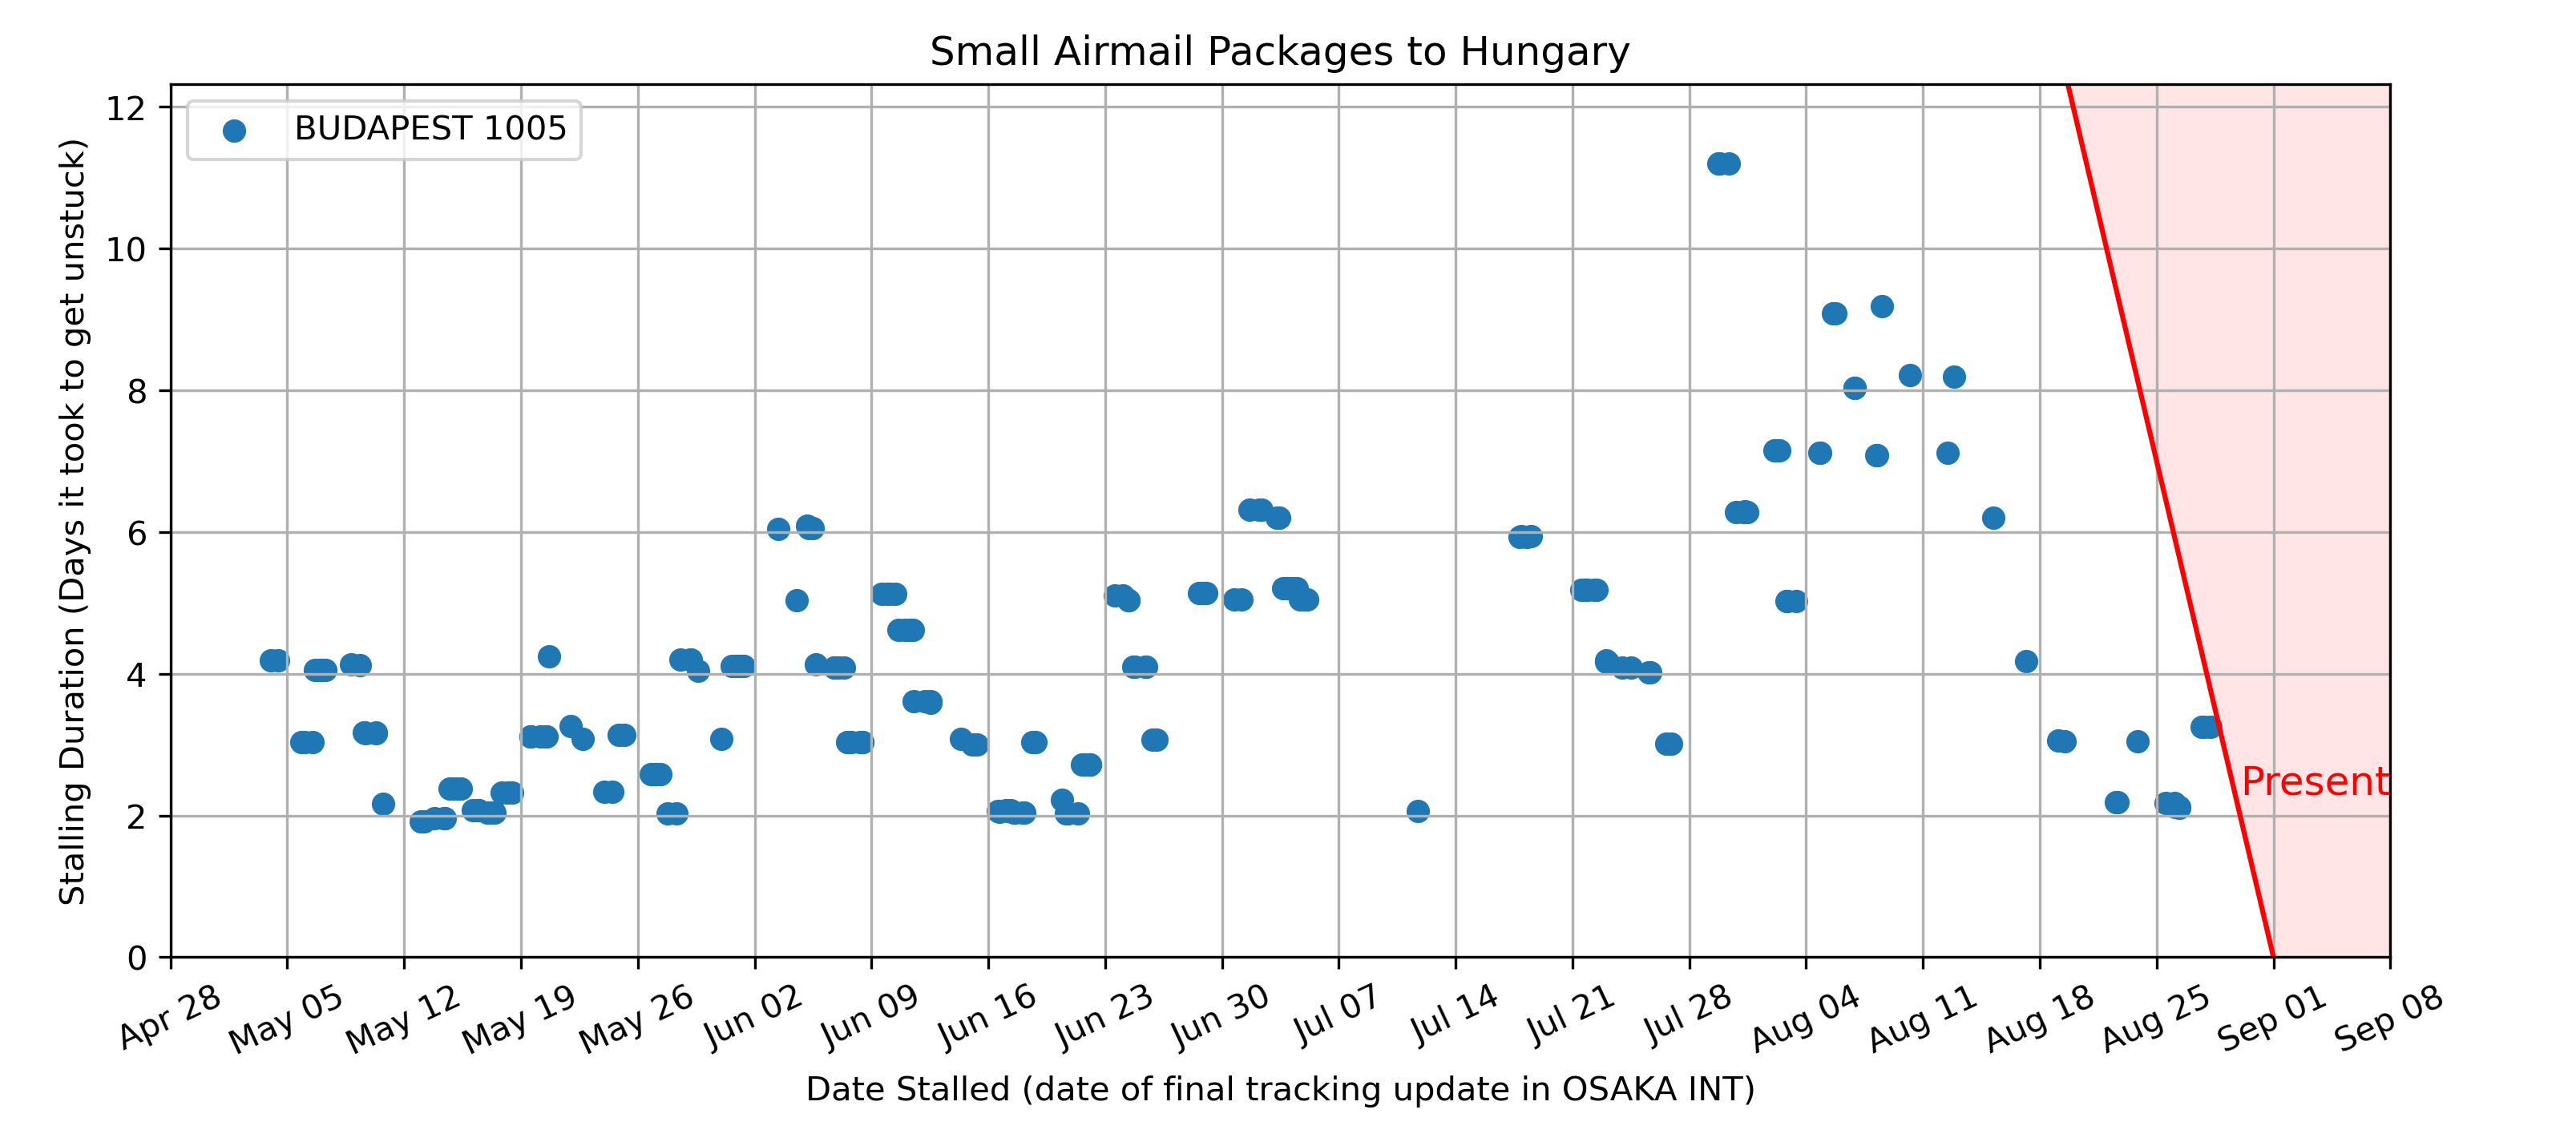 Small Airmail Packages to Hungary
BUDAPEST 1005
Stalling Duration (Days it took to get unstuck)
12
10
8
6
4
2
0
Present
Apr 28 May 05 May 12 May 19 May 26 Jun 02 Jun 09 Jun 16 Jun 23 Jun 30 Jul 07 Jul 14 Jul 21 Jul 28 Aug 04 Aug 11 Aug 18 Aug 25 Sep 01 Sep 08
Date Stalled (date of final tracking update in OSAKA INT)